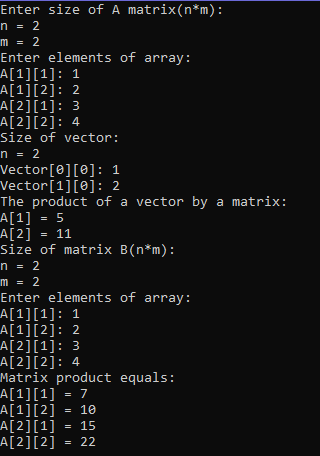 Enter size of A matrix(n*m):
n = 2
m = 2
Enter elements of array:
A[1][1]: 1
A[1][2]: 2
A[2][1]: 3
A[2][2]: 4
Size of vector:
n = 2
Vector[0][0]: 1
Vector[1][0]: 2
The product of a vector by a matrix:
A[1] = 5
A[2] = 11
Size of matrix B(n*m):
n = 2
m = 2
Enter elements of array:
A[1][1]: 1
A[1][2]: 2
A[2][1]: 3
A[2][2]: 4
Matrix product equals:
A[1][1] = 7
A[1][2] = 10
A[2][1] = 15
A[2][2] = 22